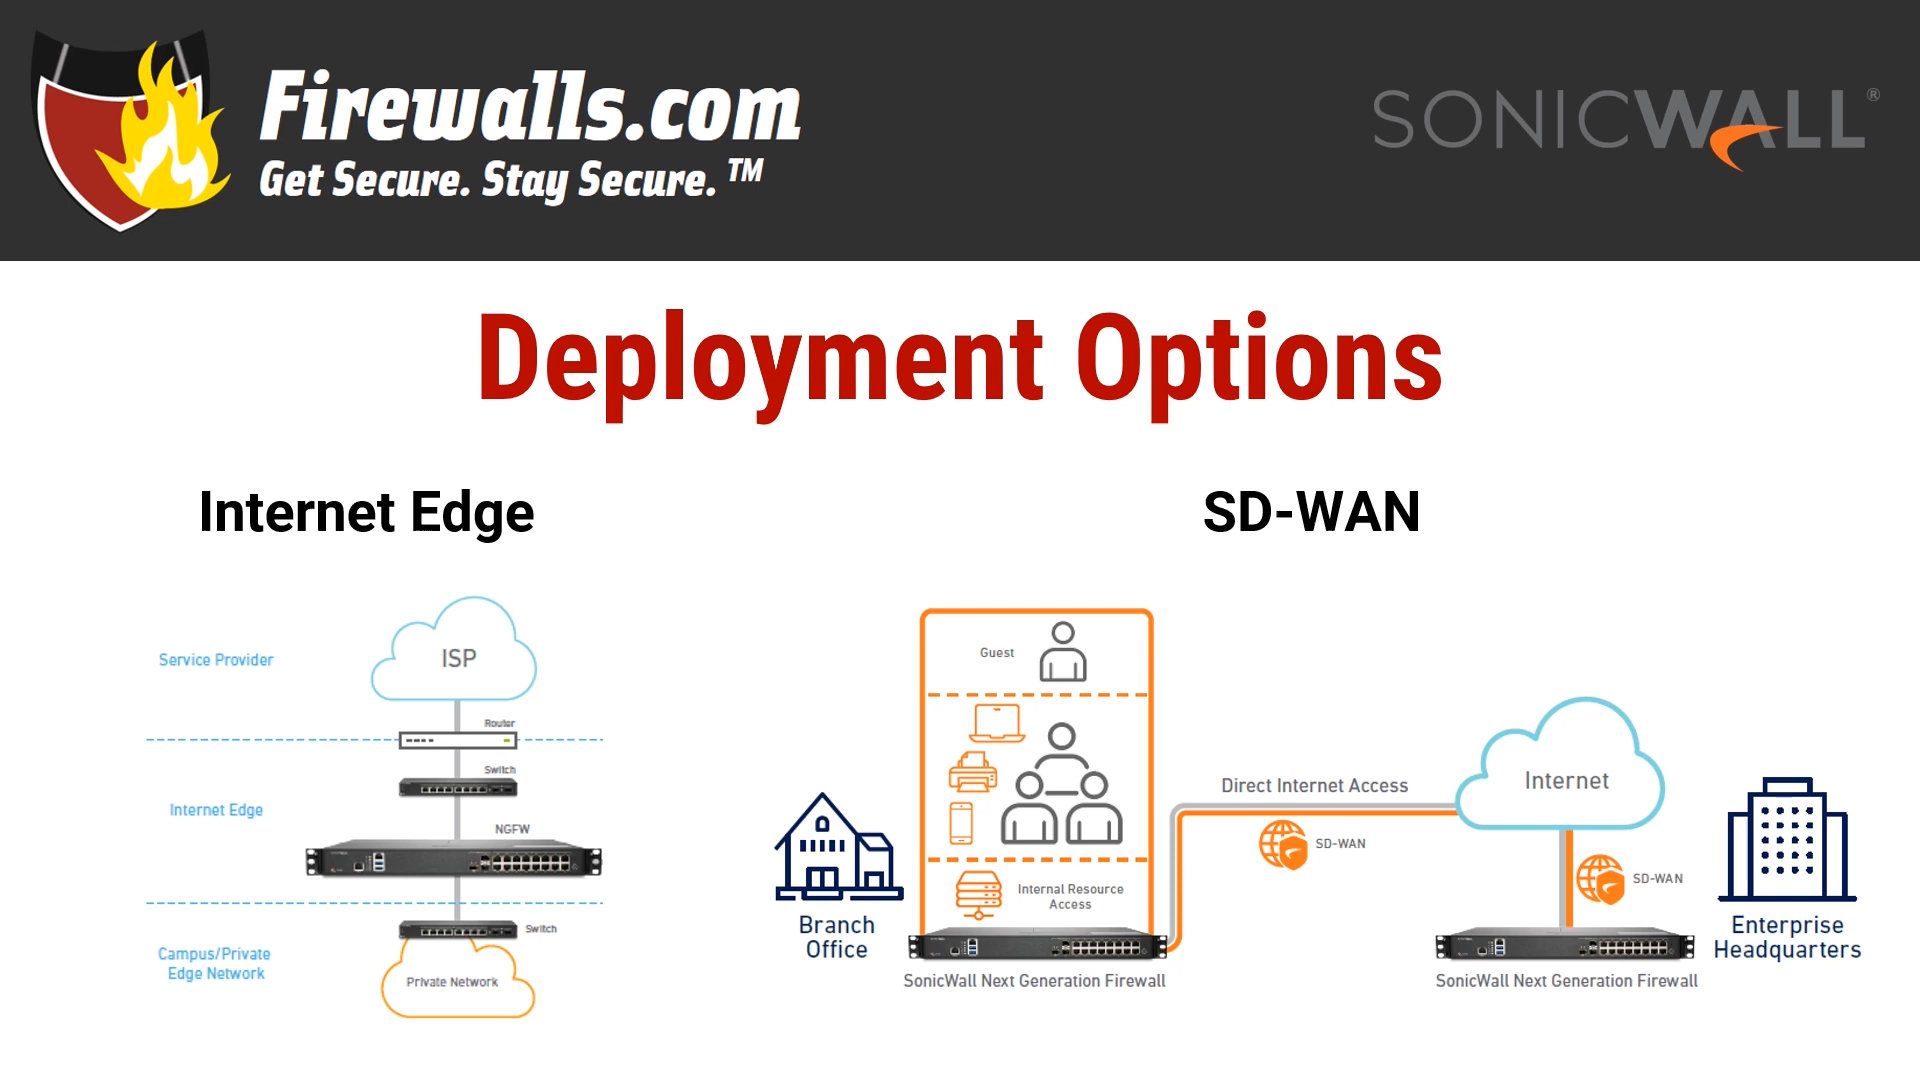 Firewalls.com
Get Secure. Stay Secure.™
SONICWALL®
Deployment Options
Internet Edge
SD-WAN
Service Provider
ISP
Router
Switch
Internet Edge
NGFW
Switch
Campus/Private
Edge Network
Private Network
Guest
Internal Resource
Access
Branch
Office
SonicWall Next Generation Firewall
Direct Internet Access
SD-WAN
Internet
SD-WAN
Enterprise
Headquarters
SonicWall Next Generation Firewall